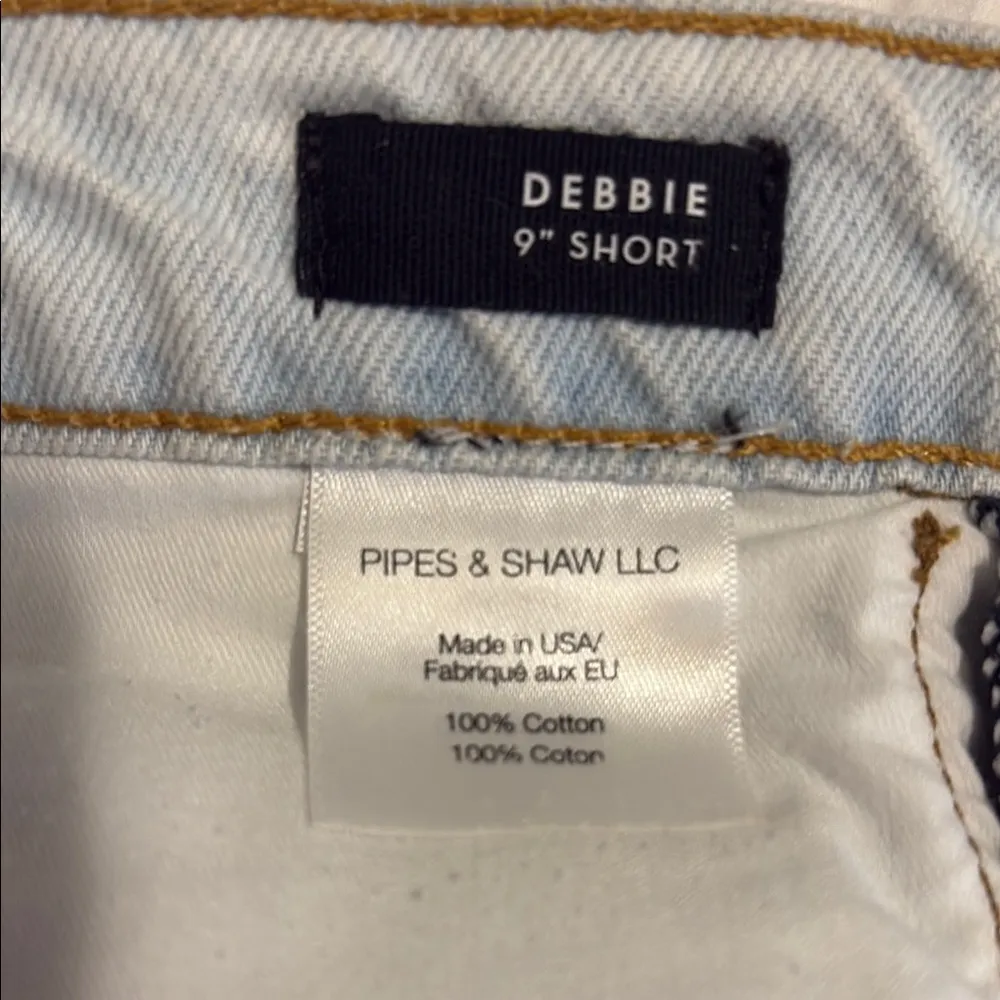 DEBBIE
9" SHORT
PIPES & SHAW LLC
Made in USA/
Fabriqué aux EU
100% Cotton
100% Coton